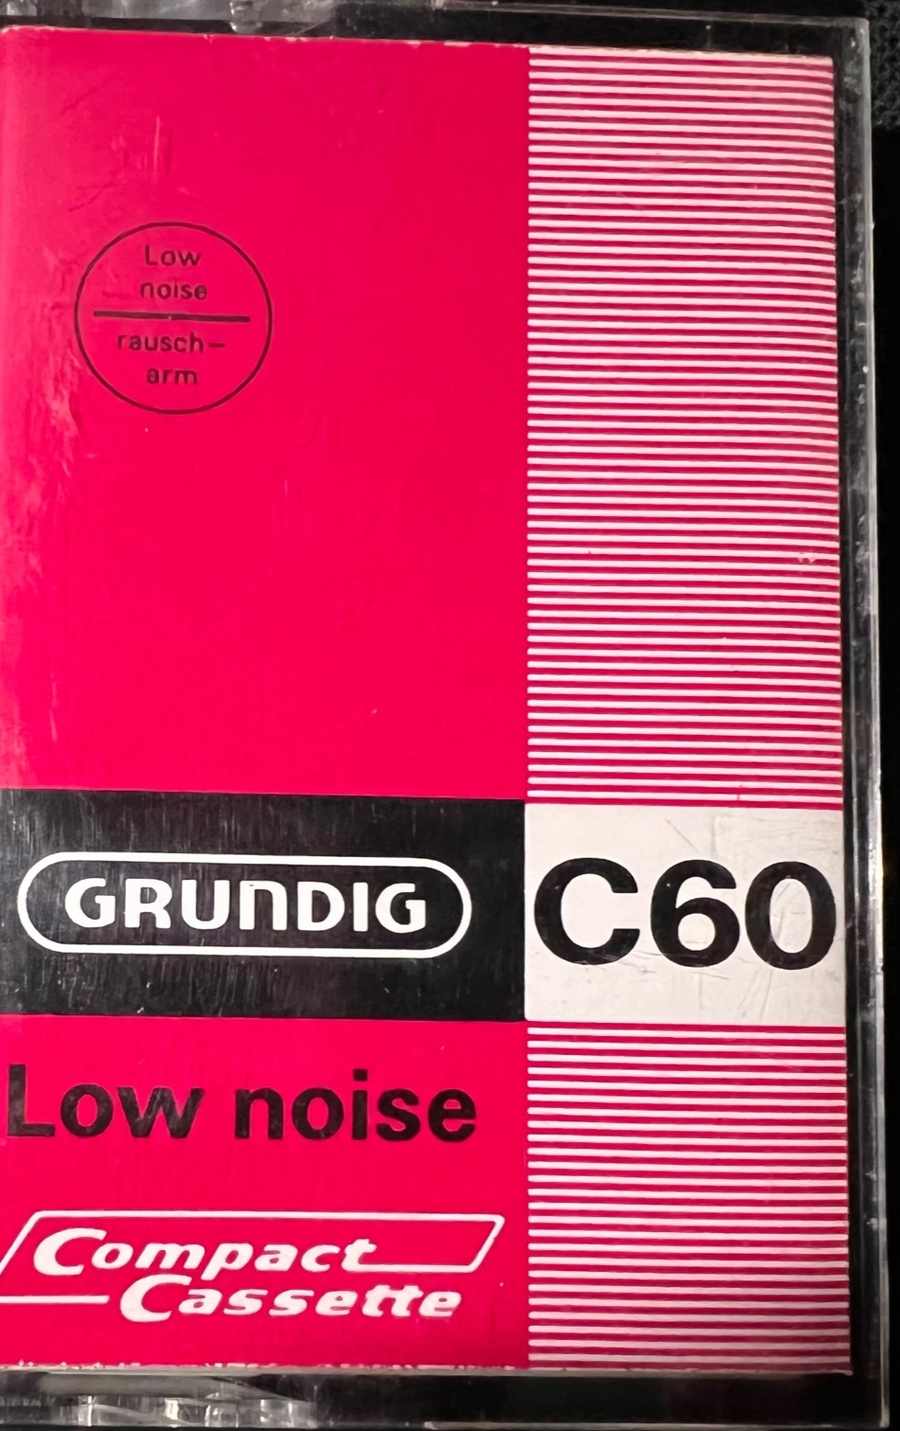 Low
noise
rausch-
arm
GRUNDIG
C60
Low noise
Compact
Cassette